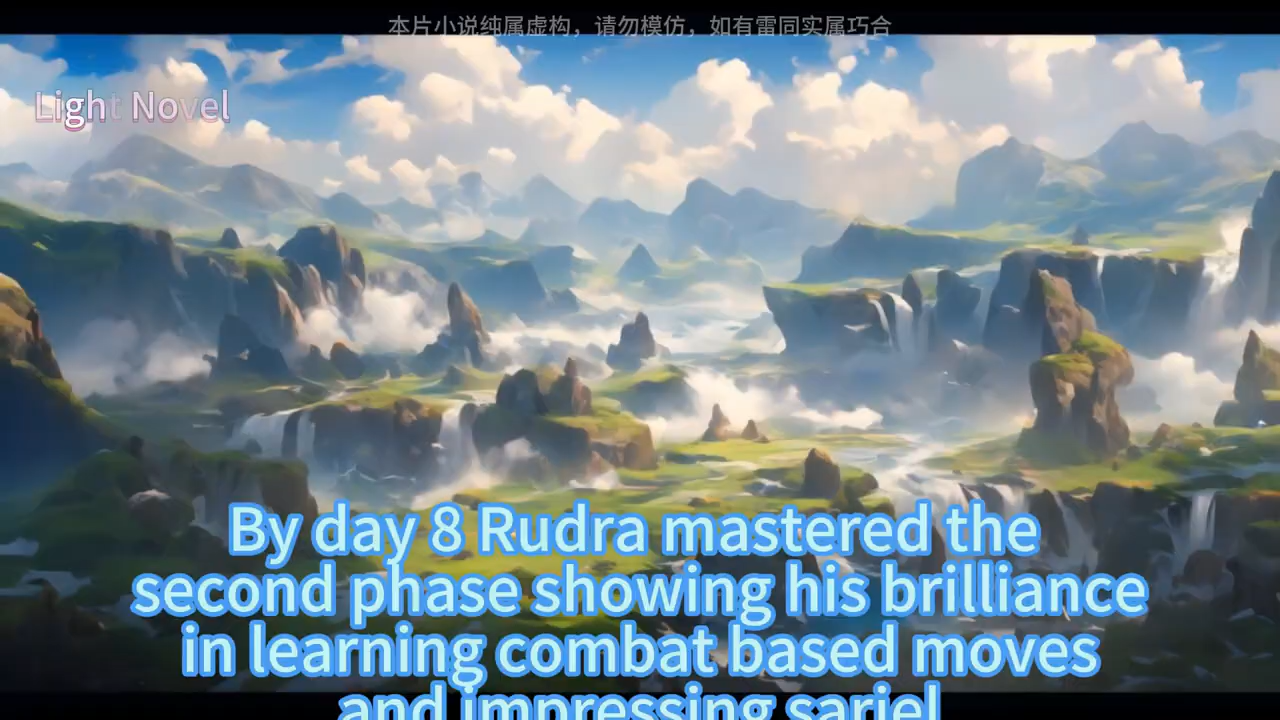 本片小说纯属虚构，请勿模仿，如有雷同实属巧合
Light Novel
By day 8 Rudra mastered the
second phase showing his brilliance
in learning combat based moves
and impressing sariel